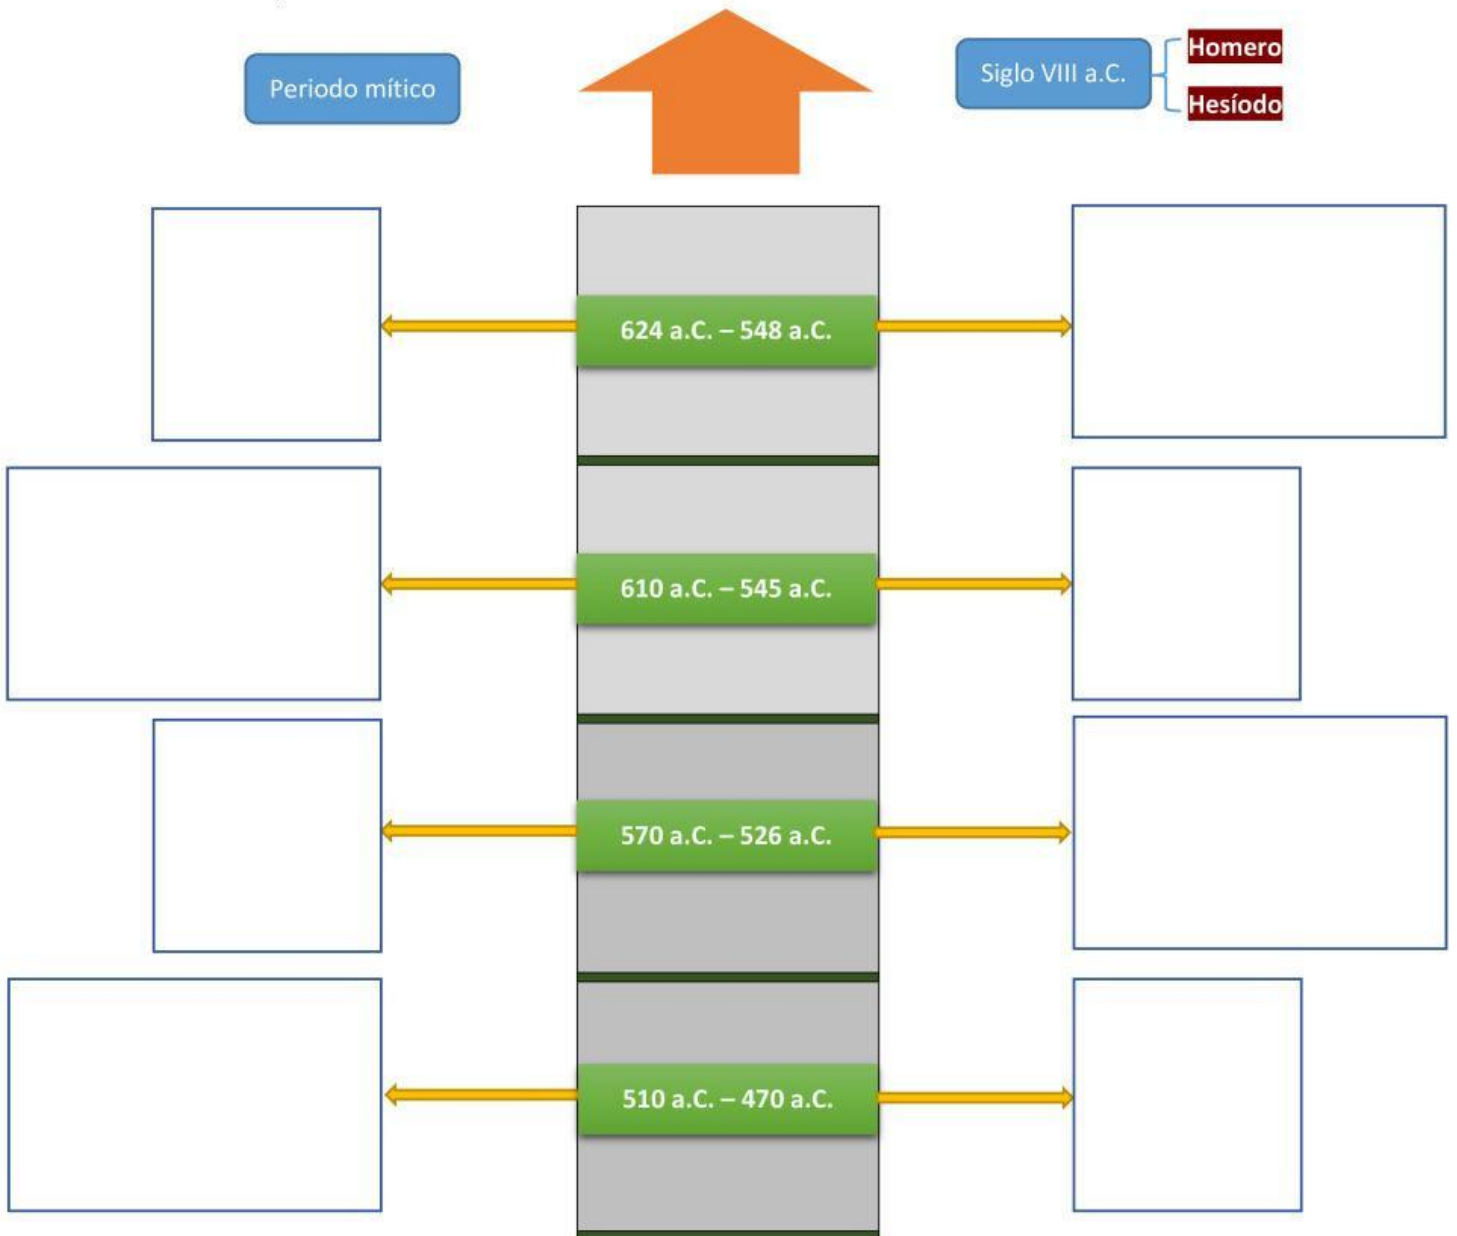 Periodo mítico
Siglo VIII a.C.
Homero
Hesíodo
624 a.C. – 548 a.C.
610 a.C. – 545 a.C.
570 a.C. – 526 a.C.
510 a.C. – 470 a.C.